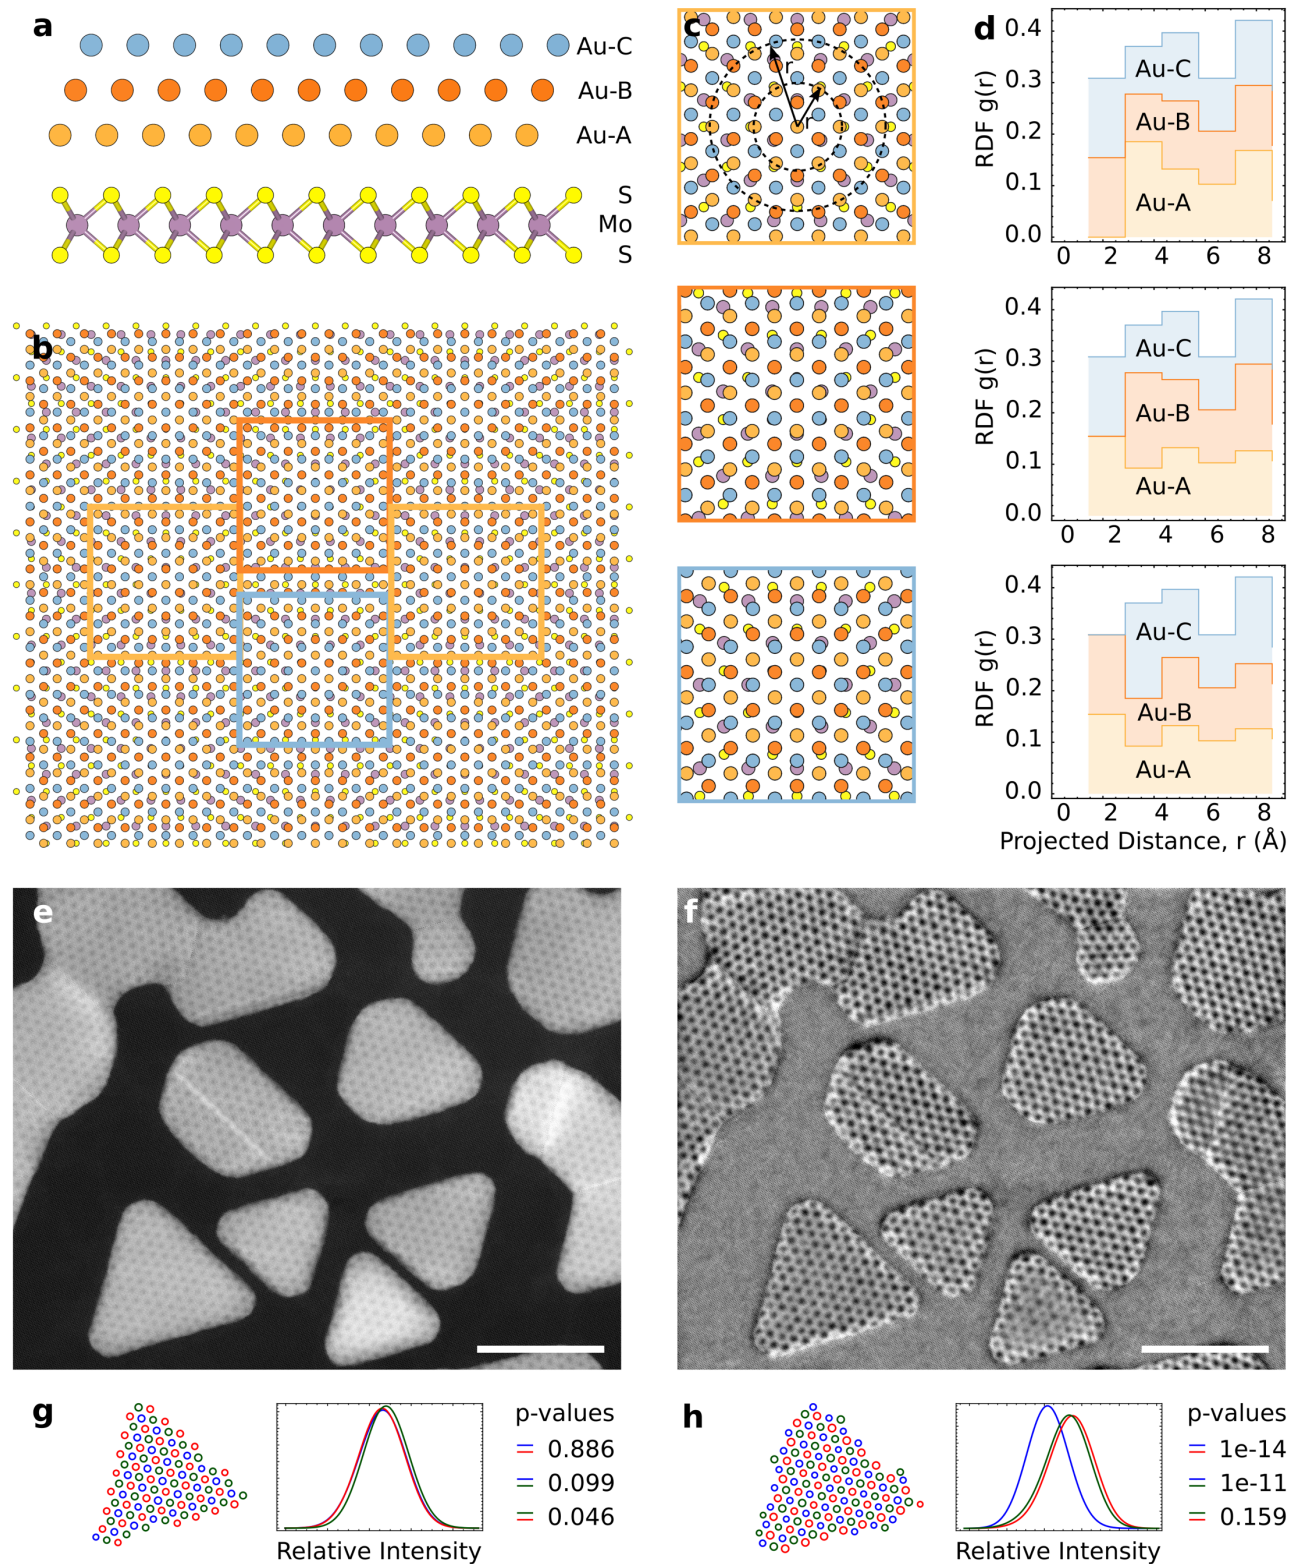 a
Au-C
Au-B
Au-A
S
Mo
S
b
c
r
r
d
RDF g(r)
0.4
0.3
0.2
0.1
0.0
Au-C
Au-B
Au-A
0 2 4 6 8
RDF g(r)
0.4
0.3
0.2
0.1
0.0
Au-C
Au-B
Au-A
0 2 4 6 8
RDF g(r)
0.4
0.3
0.2
0.1
0.0
Au-C
Au-B
Au-A
0 2 4 6 8
Projected Distance, r (Å)
e
f
g
Relative Intensity
p-values
0.886
0.099
0.046
h
Relative Intensity
p-values
1e-14
1e-11
0.159